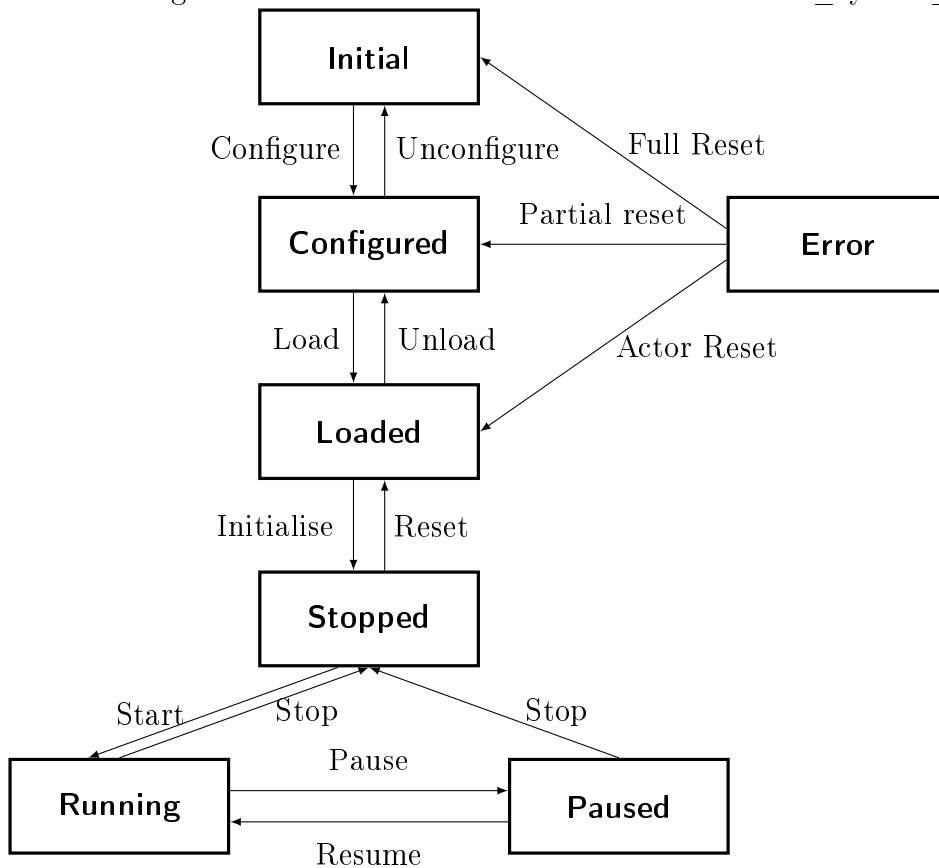 Initial
Configure
Unconfigure
Full Reset
Partial reset
Configured
Error
Load
Unload
Actor Reset
Loaded
Initialise
Reset
Stopped
Start
Stop
Stop
Pause
Running
Paused
Resume